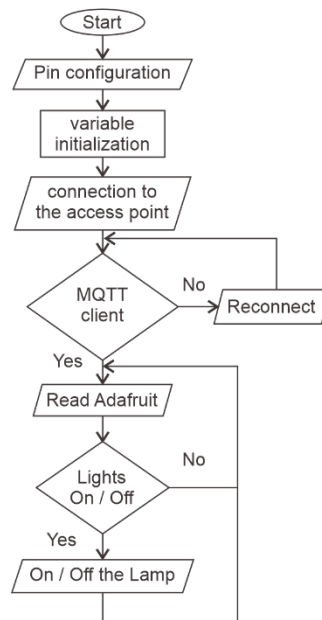 Start
Pin configuration
variable
initialization
connection to
the access point
MQTT
client
No
Reconnect
Yes
Read Adafruit
Lights
On / Off
No
Yes
On / Off the Lamp